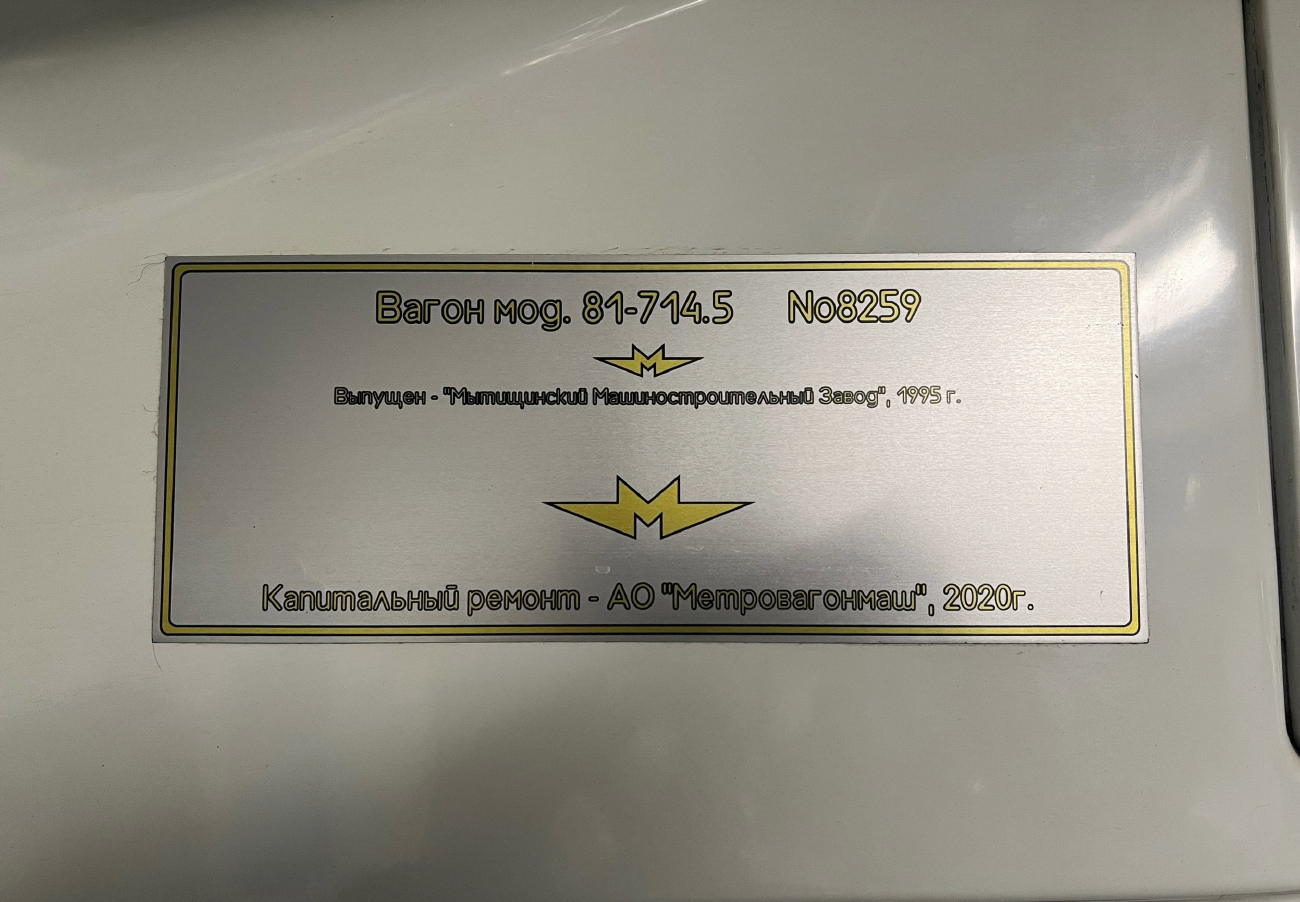 Вагон мод. 81-714.5 No8259
М
Выпущен - "Мытищинский Машиностроительный Завод", 1995 г.
М
Капитальный ремонт - АО "Метровагонмаш", 2020г.